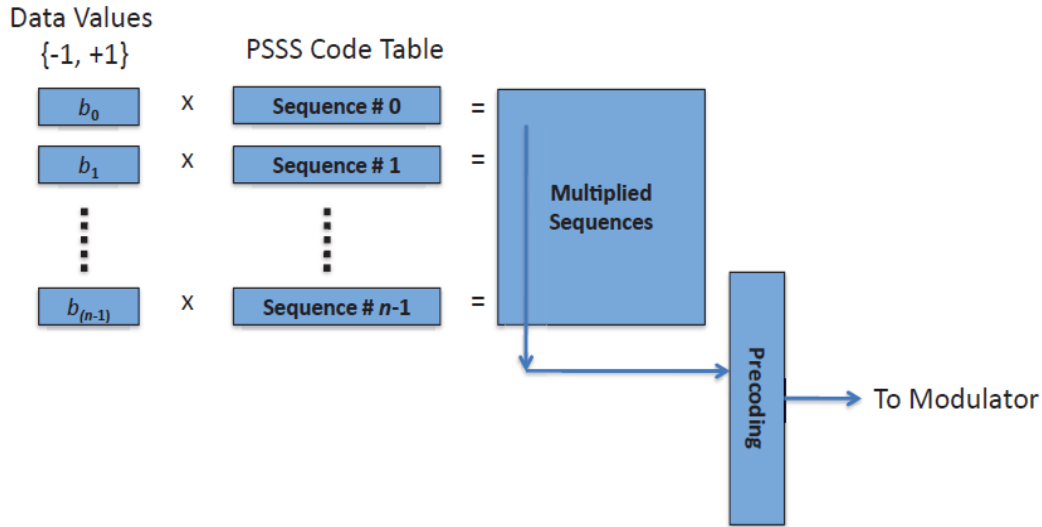 Data Values
{-1, +1}
PSSS Code Table
b0 x Sequence # 0 =
b1 x Sequence # 1 =
Multiplied
Sequences
b(n-1) x Sequence # n-1 =
Precoding
To Modulator